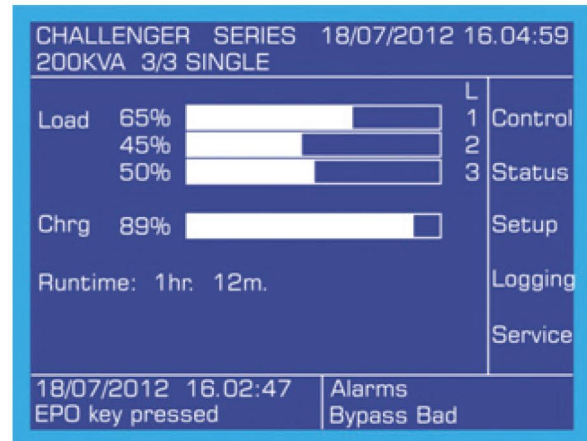 CHALLENGER SERIES 18/07/2012 16.04:59
200KVA 3/3 SINGLE
L
Load 65% 1
45% 2
50% 3
Chrg 89%
Runtime: 1hr. 12m.
Control
Status
Setup
Logging
Service
18/07/2012 16.02:47
EPO key pressed
Alarms
Bypass Bad